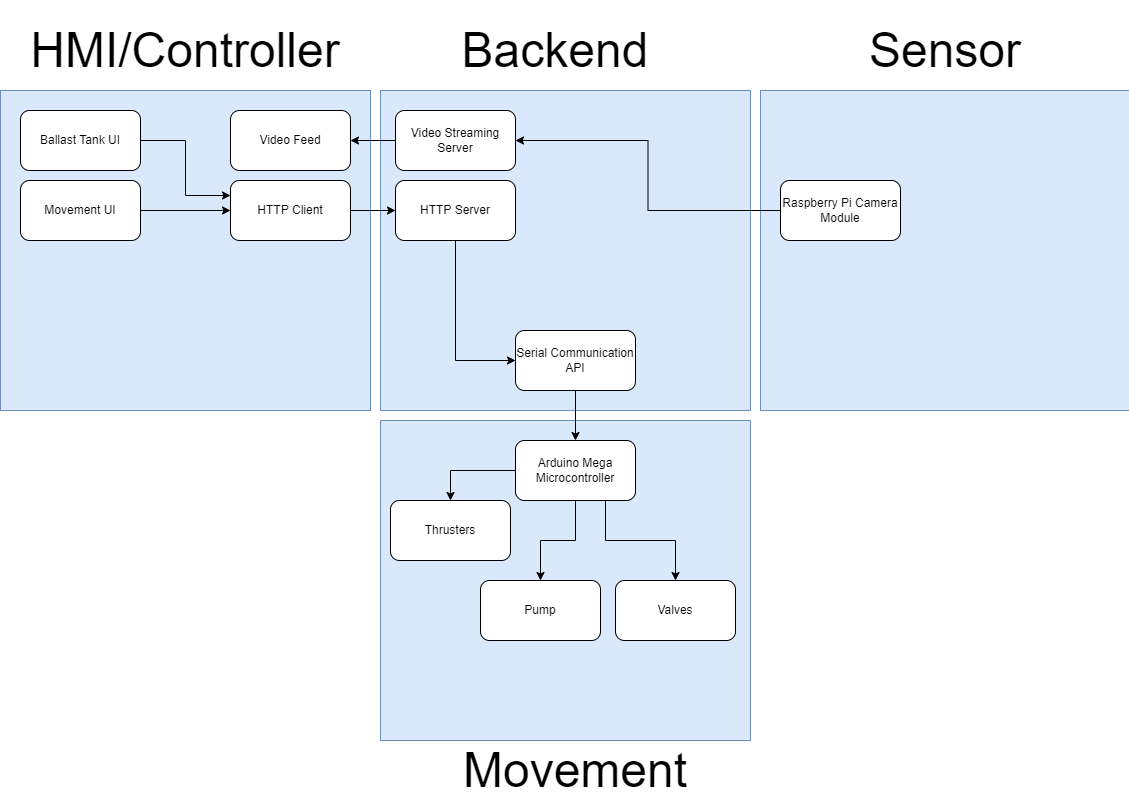 HMI/Controller
Backend
Sensor
Ballast Tank UI
Video Feed
Video Streaming
Server
Movement UI
HTTP Client
HTTP Server
Raspberry Pi Camera
Module
Serial Communication
API
Arduino Mega
Microcontroller
Thrusters
Pump
Valves
Movement